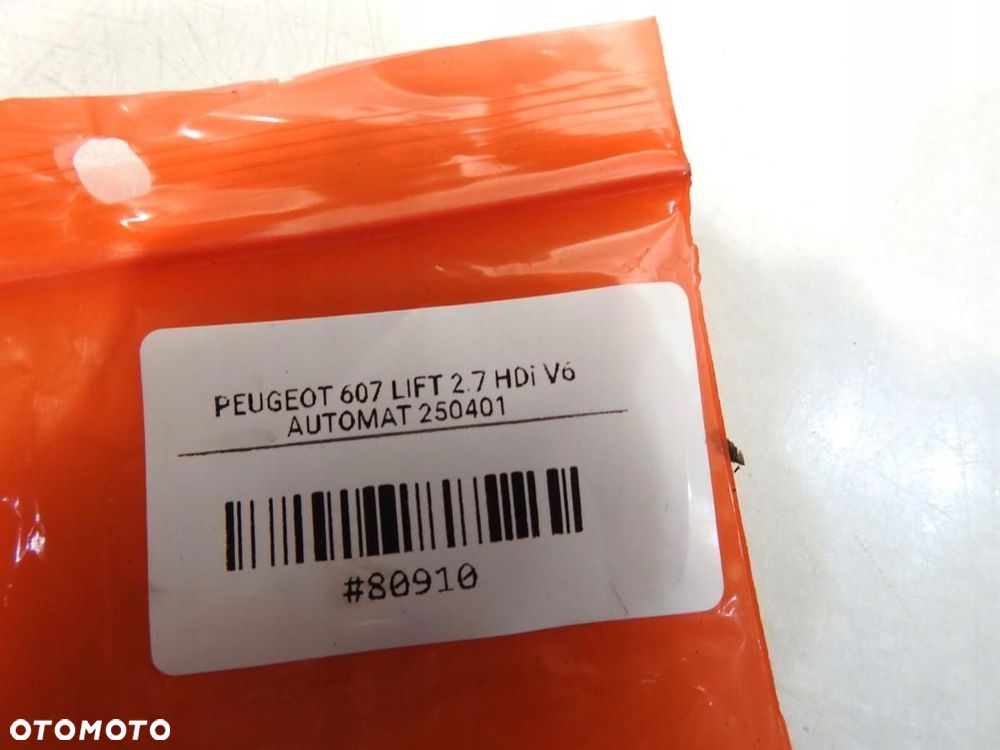 PEUGEOT 607 LIFT 2.7 HDi V6
AUTOMAT 250401
#80910
OTOMOTO